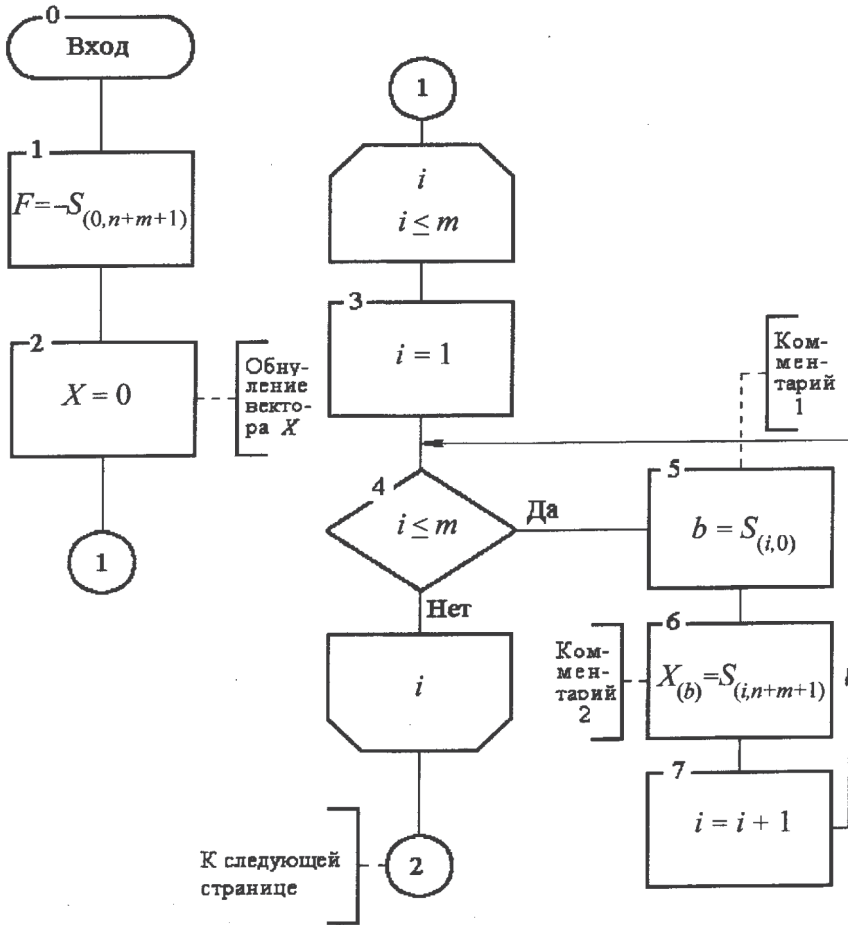 0
Вход
1
F=–S(0,n+m+1)
2
X = 0
Обну-
ление
векто-
ра X
1
1
i
i ≤ m
3
i = 1
4
i ≤ m
Да
Нет
i
2
К следующей
странице
Ком-
мен-
тарий
1
5
b = S(i,0)
6
X(b)=S(i,n+m+1)
Ком-
мен-
тарий
2
7
i = i + 1